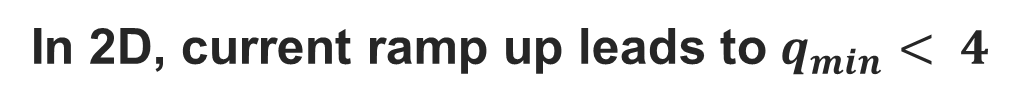 In 2D, current ramp up leads to q_min < 4